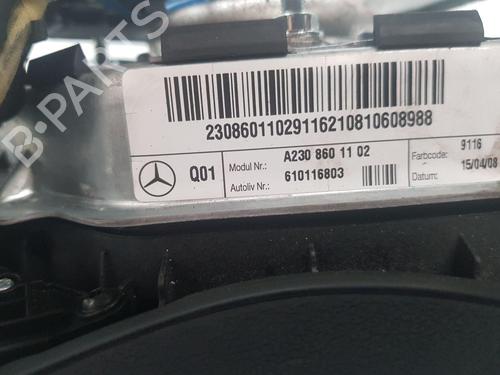 B-PARTS
23086011029116210810608988
Q01
Modul Nr.: A230 860 11 02
Autoliv Nr.: 610116803
Farbcode: 9116
Datum: 15/04/08